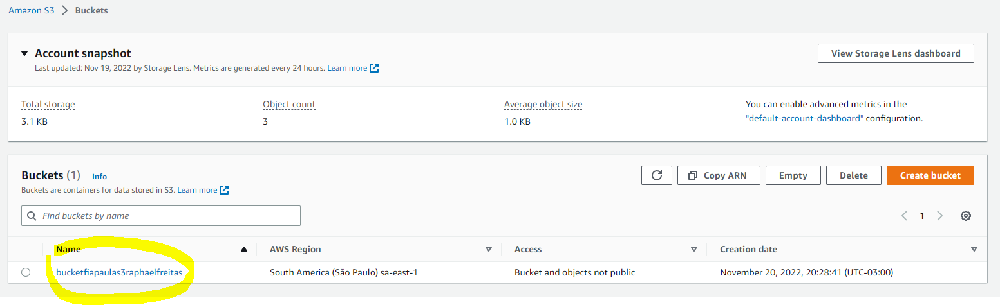 Amazon S3 > Buckets
Account snapshot
View Storage Lens dashboard
Last updated: Nov 19, 2022 by Storage Lens. Metrics are generated every 24 hours. Learn more
Total storage
Object count
Average object size
You can enable advanced metrics in the
"default-account-dashboard" configuration.
3.1 KB
3
1.0 KB
Buckets (1) Info
Copy ARN
Empty
Delete
Create bucket
Buckets are containers for data stored in S3. Learn more
Find buckets by name
1
Name
AWS Region
Access
Creation date
bucketfiapaulas3raphaelfreitas
South America (São Paulo) sa-east-1
Bucket and objects not public
November 20, 2022, 20:28:41 (UTC-03:00)